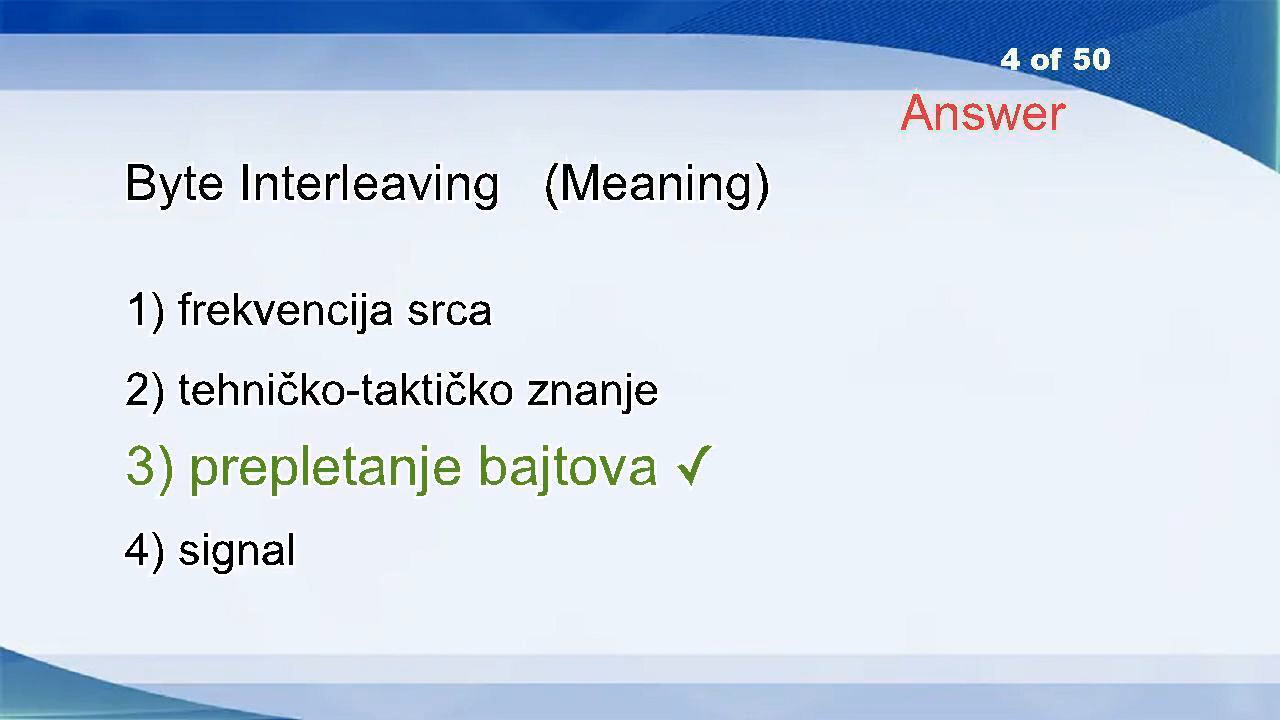 4 of 50
Answer
Byte Interleaving (Meaning)
1) frekvencija srca
2) tehničko-taktičko znanje
3) prepletanje bajtova ✓
4) signal